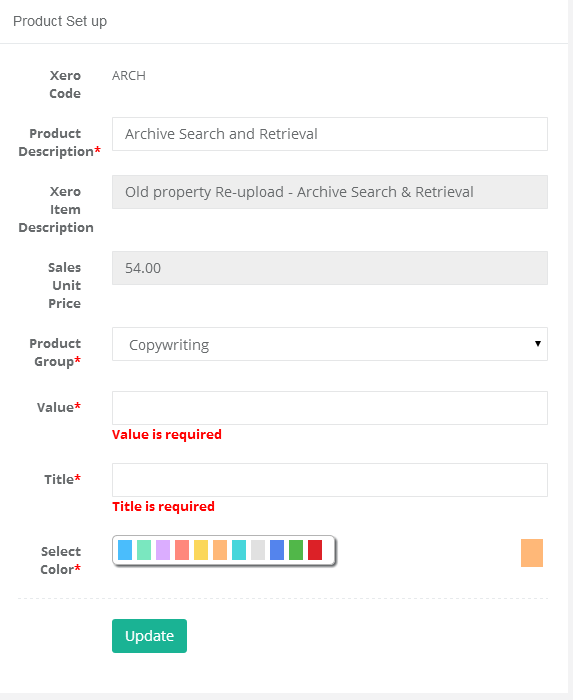 Product Set up
Xero
Code
ARCH
Product
Description*
Archive Search and Retrieval
Xero
Item
Description
Old property Re-upload - Archive Search & Retrieval
Sales
Unit
Price
54.00
Product
Group*
Copywriting
Value*
Value is required
Title*
Title is required
Select
Color*
Update